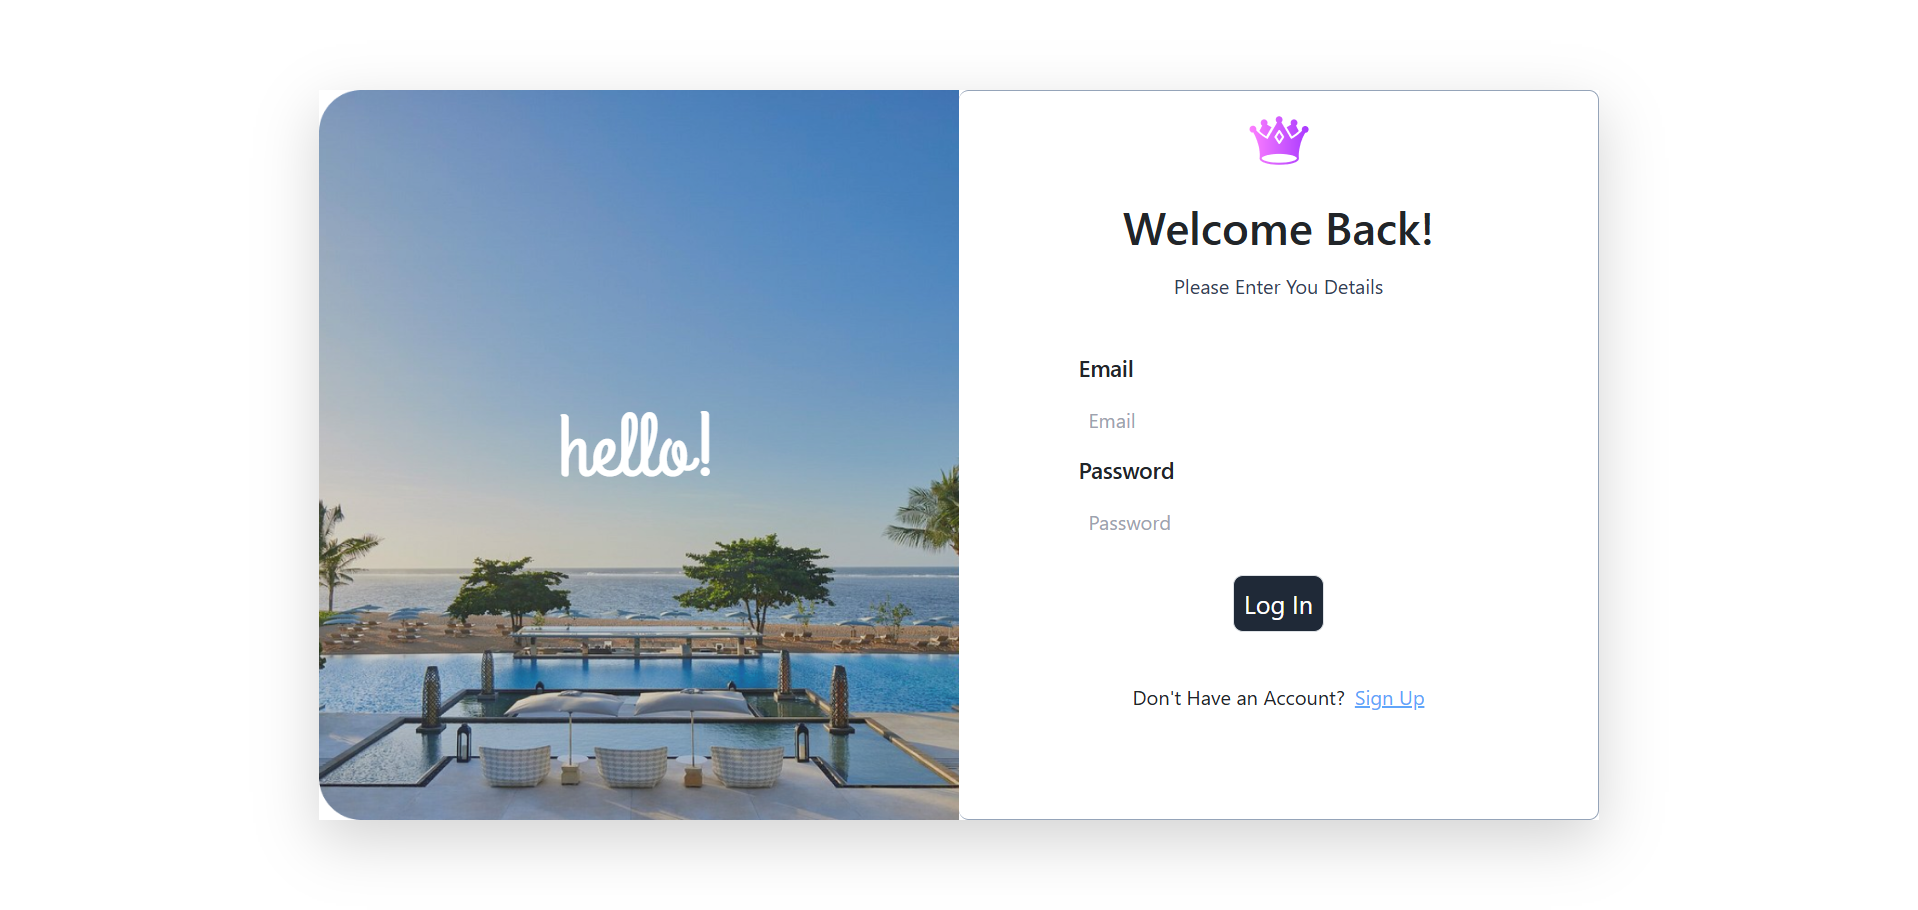 hello!
Welcome Back!
Please Enter You Details
Email
Email
Password
Password
Log In
Don't Have an Account? Sign Up